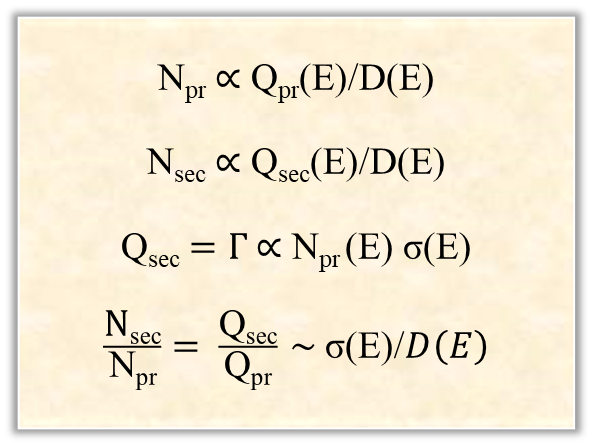 N_pr ∝ Q_pr(E)/D(E)
N_sec ∝ Q_sec(E)/D(E)
Q_sec = Γ ∝ N_pr (E) σ(E)
N_sec/N_pr = Q_sec/Q_pr ~ σ(E)/D(E)